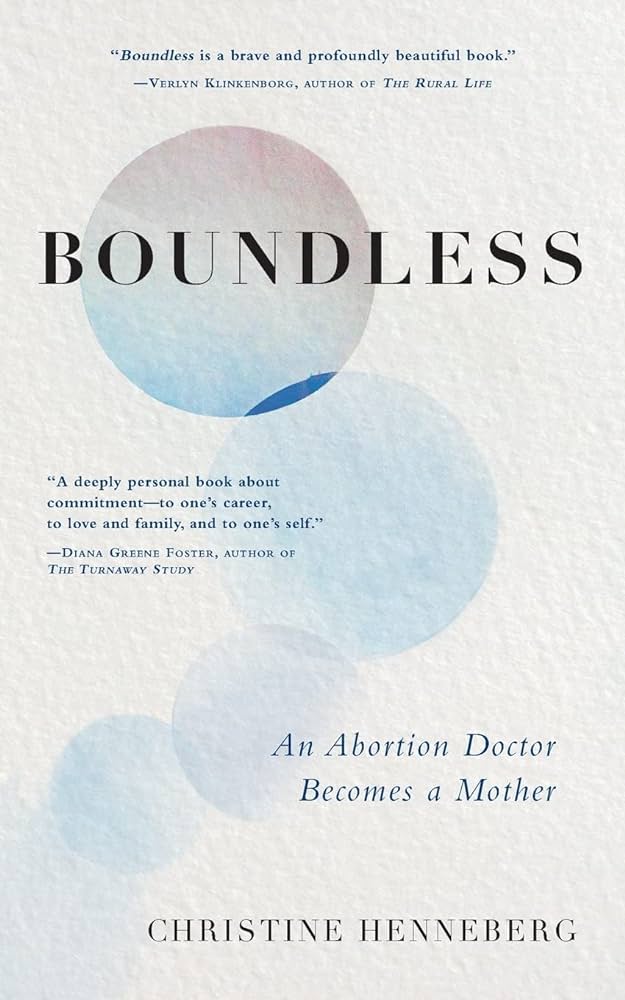 “Boundless is a brave and profoundly beautiful book.”
—Verlyn Klinkenborg, author of The Rural Life
BOUNDLESS
“A deeply personal book about
commitment—to one’s career,
to love and family, and to one’s self.”
—Diana Greene Foster, author of
The Turnaway Study
An Abortion Doctor
Becomes a Mother
CHRISTINE HENNEBERG